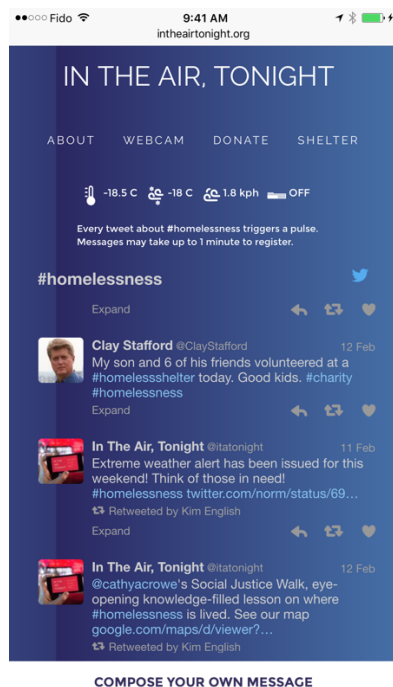 Fido 9:41 AM
intheairtonight.org
IN THE AIR, TONIGHT
ABOUT WEBCAM DONATE SHELTER
-18.5 C -18 C 1.8 kph OFF
Every tweet about #homelessness triggers a pulse.
Messages may take up to 1 minute to register.
#homelessness
Expand
Clay Stafford @ClayStafford 12 Feb
My son and 6 of his friends volunteered at a
#homelessshelter today. Good kids. #charity
#homelessness
Expand
In The Air, Tonight @itatonight 11 Feb
Extreme weather alert has been issued for this
weekend! Think of those in need!
#homelessness twitter.com/norm/status/69...
Retweeted by Kim English
Expand
In The Air, Tonight @itatonight 12 Feb
@cathyacrowe's Social Justice Walk, eye-
opening knowledge-filled lesson on where
#homelessness is lived. See our map
google.com/maps/d/viewer?...
Retweeted by Kim English
COMPOSE YOUR OWN MESSAGE